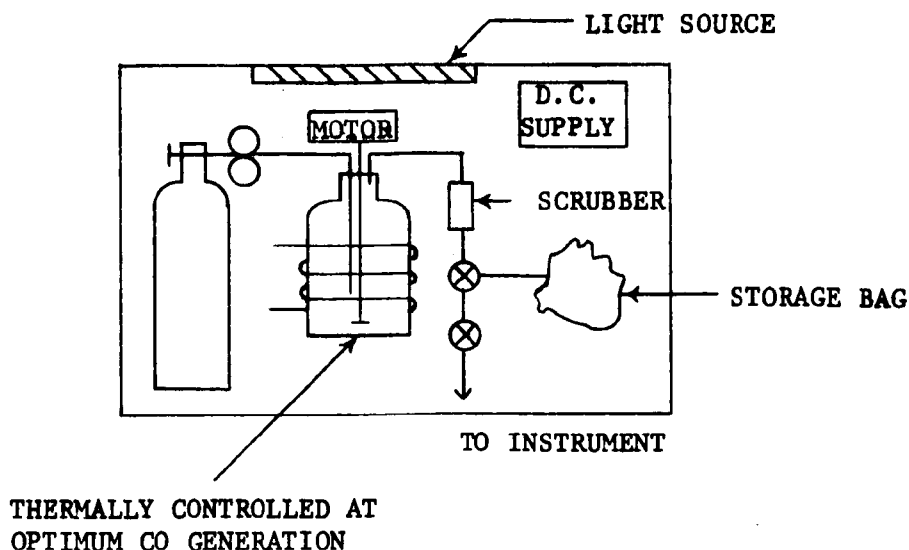 LIGHT SOURCE
D.C.
SUPPLY
MOTOR
SCRUBBER
STORAGE BAG
TO INSTRUMENT
THERMALLY CONTROLLED AT
OPTIMUM CO GENERATION